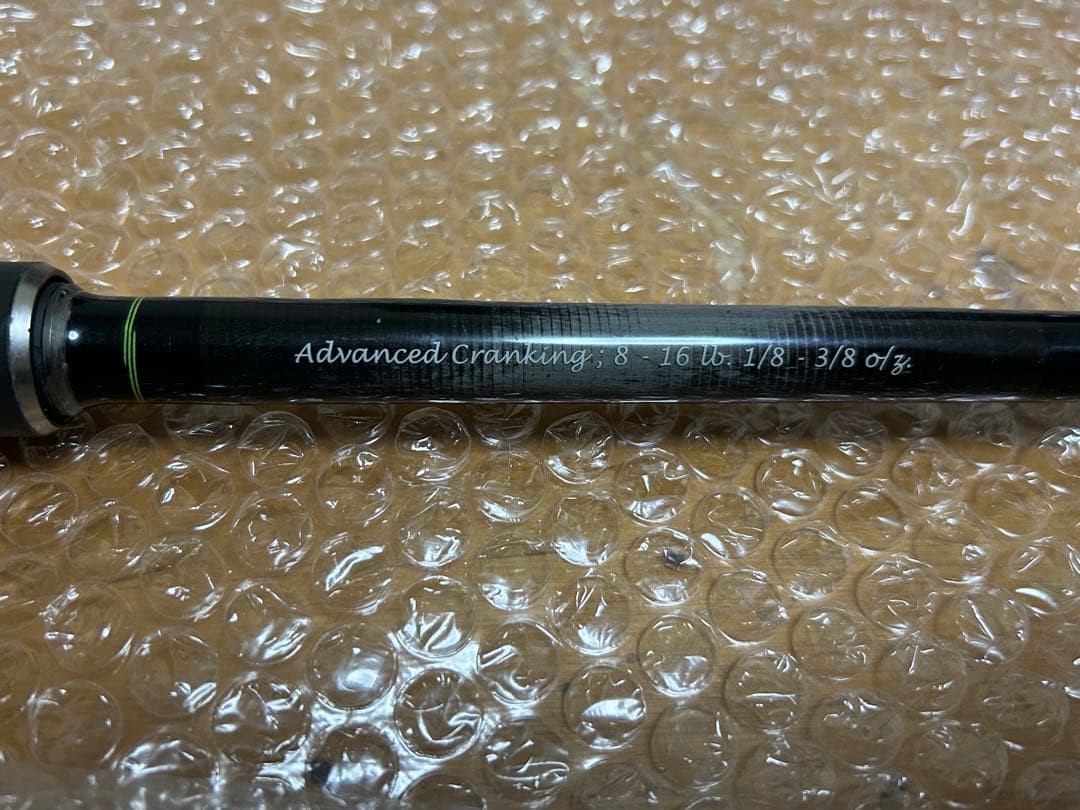 Advanced Cranking ; 8 - 16 lb. 1/8 - 3/8 o/z.